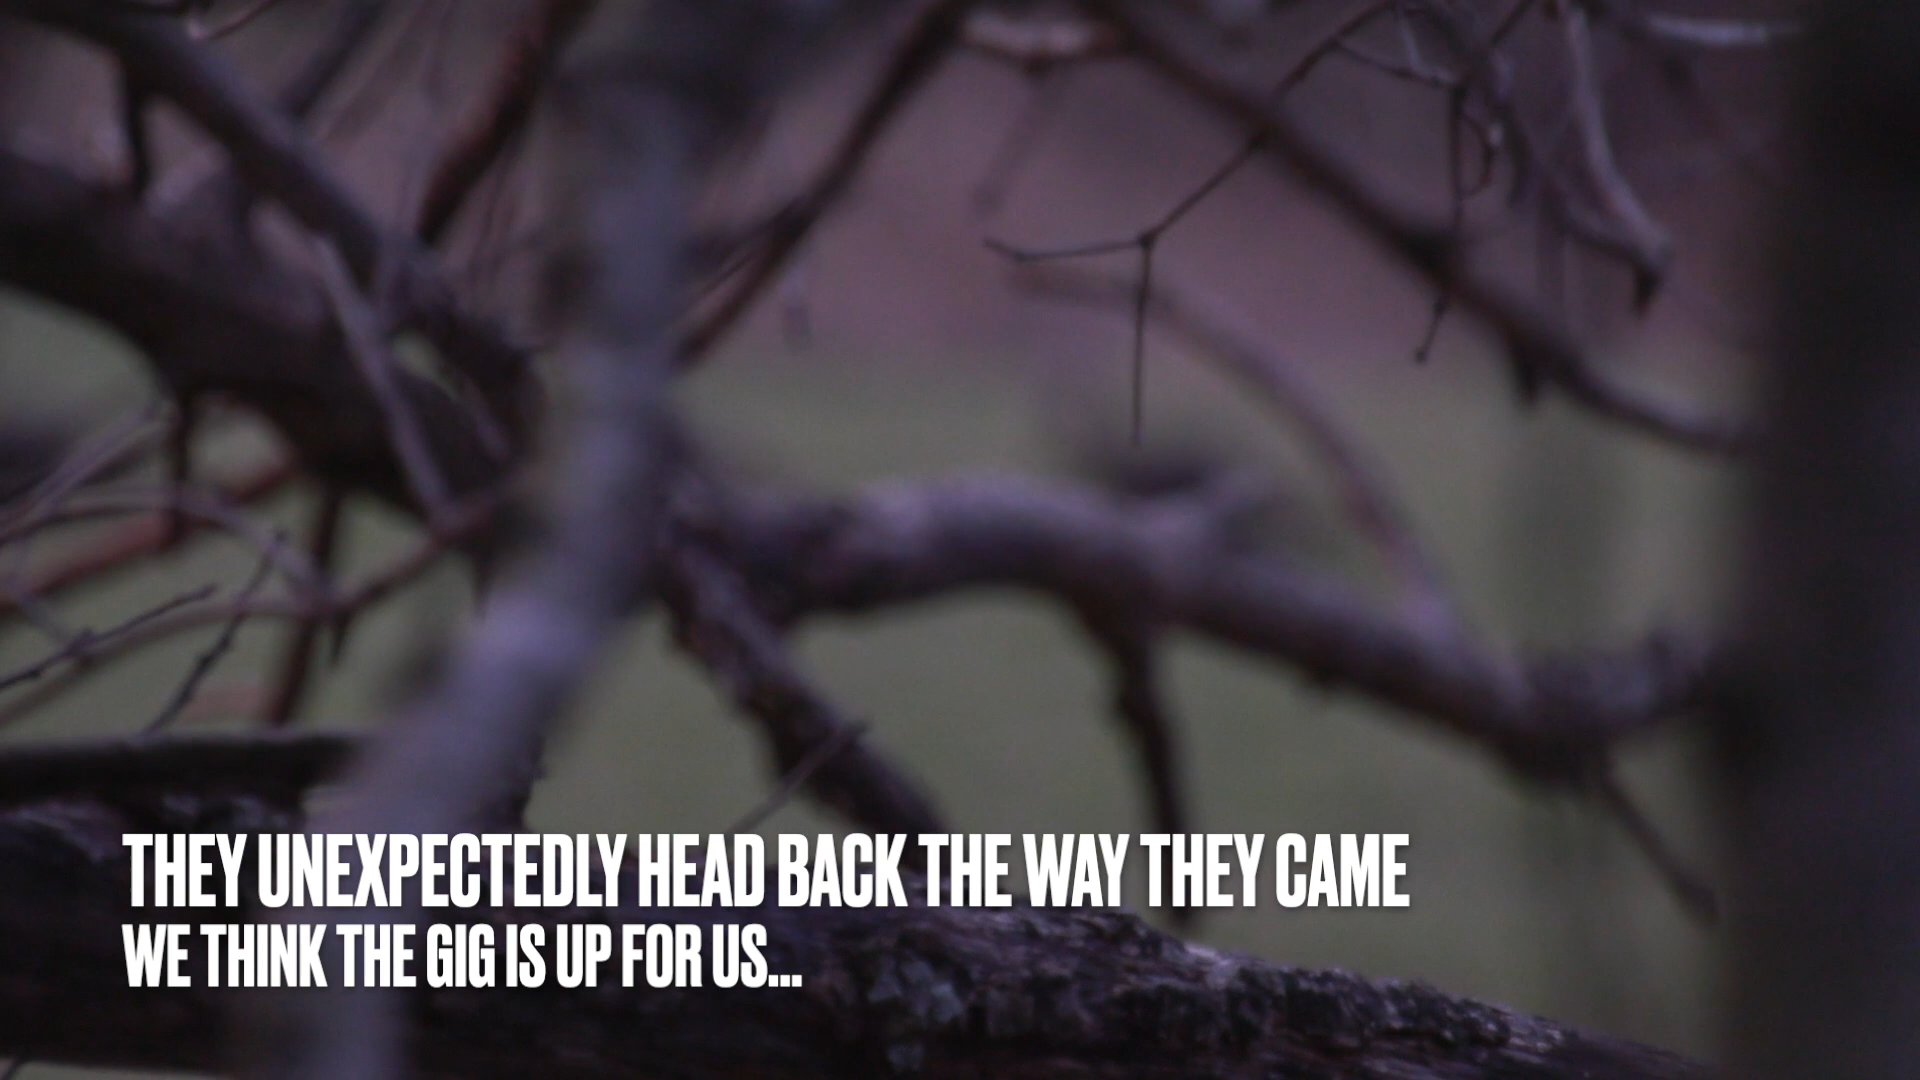 THEY UNEXPECTEDLY HEAD BACK THE WAY THEY CAME
WE THINK THE GIG IS UP FOR US...